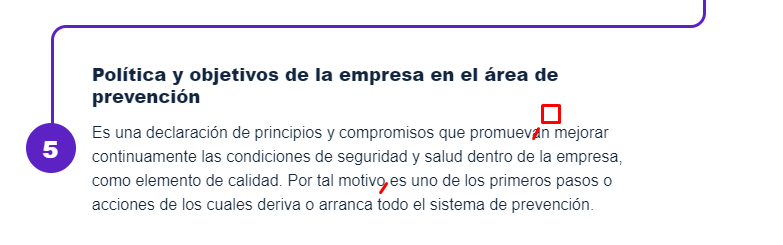 Política y objetivos de la empresa en el área de
prevención
Es una declaración de principios y compromisos que promuevan mejorar
5
continuamente las condiciones de seguridad y salud dentro de la empresa,
como elemento de calidad. Por tal motivo, es uno de los primeros pasos o
acciones de los cuales deriva o arranca todo el sistema de prevención.